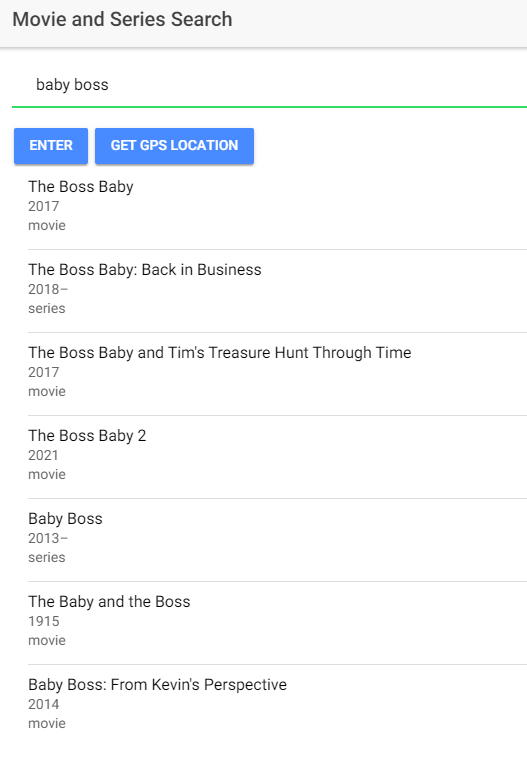 Movie and Series Search
baby boss
ENTER GET GPS LOCATION
The Boss Baby
2017
movie
The Boss Baby: Back in Business
2018–
series
The Boss Baby and Tim's Treasure Hunt Through Time
2017
movie
The Boss Baby 2
2021
movie
Baby Boss
2013–
series
The Baby and the Boss
1915
movie
Baby Boss: From Kevin's Perspective
2014
movie